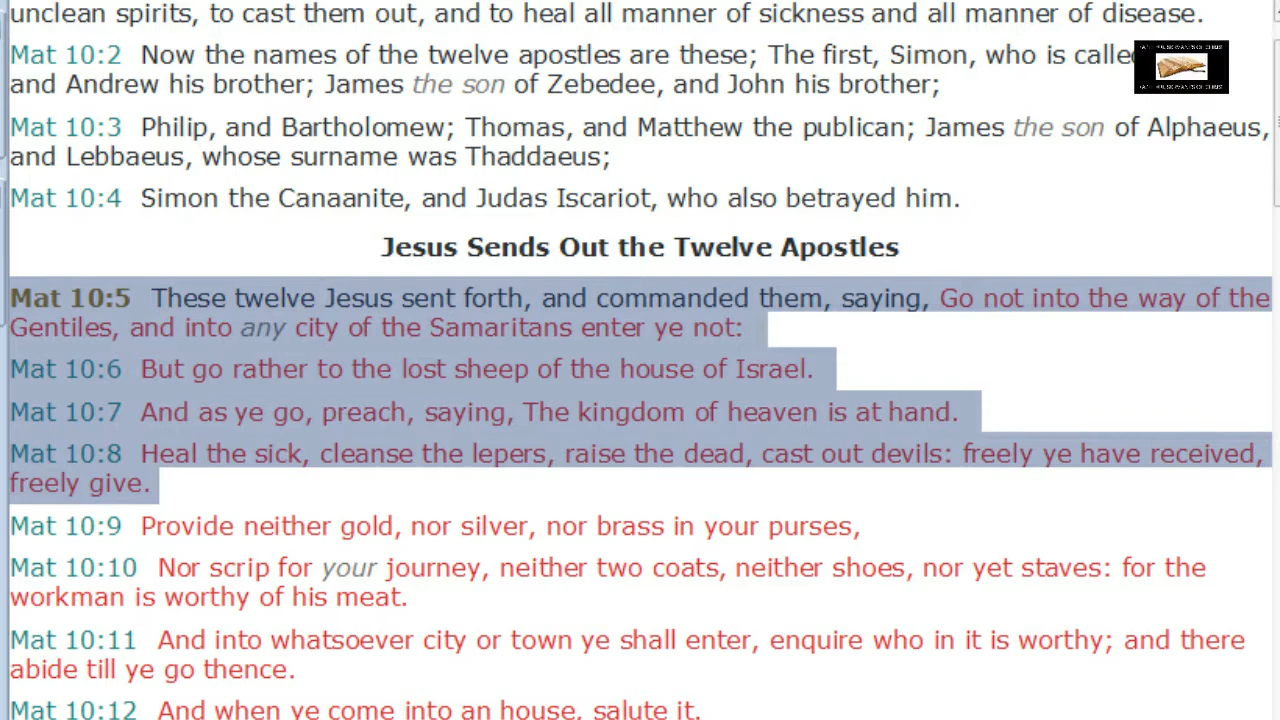 unclean spirits, to cast them out, and to heal all manner of sickness and all manner of disease.
Mat 10:2 Now the names of the twelve apostles are these; The first, Simon, who is called
and Andrew his brother; James the son of Zebedee, and John his brother;
Mat 10:3 Philip, and Bartholomew; Thomas, and Matthew the publican; James the son of Alphaeus,
and Lebbaeus, whose surname was Thaddaeus;
Mat 10:4 Simon the Canaanite, and Judas Iscariot, who also betrayed him.
Jesus Sends Out the Twelve Apostles
Mat 10:5 These twelve Jesus sent forth, and commanded them, saying, Go not into the way of the
Gentiles, and into any city of the Samaritans enter ye not:
Mat 10:6 But go rather to the lost sheep of the house of Israel.
Mat 10:7 And as ye go, preach, saying, The kingdom of heaven is at hand.
Mat 10:8 Heal the sick, cleanse the lepers, raise the dead, cast out devils: freely ye have received,
freely give.
Mat 10:9 Provide neither gold, nor silver, nor brass in your purses,
Mat 10:10 Nor scrip for your journey, neither two coats, neither shoes, nor yet staves: for the
workman is worthy of his meat.
Mat 10:11 And into whatsoever city or town ye shall enter, enquire who in it is worthy; and there
abide till ye go thence.
Mat 10:12 And when ye come into an house, salute it.